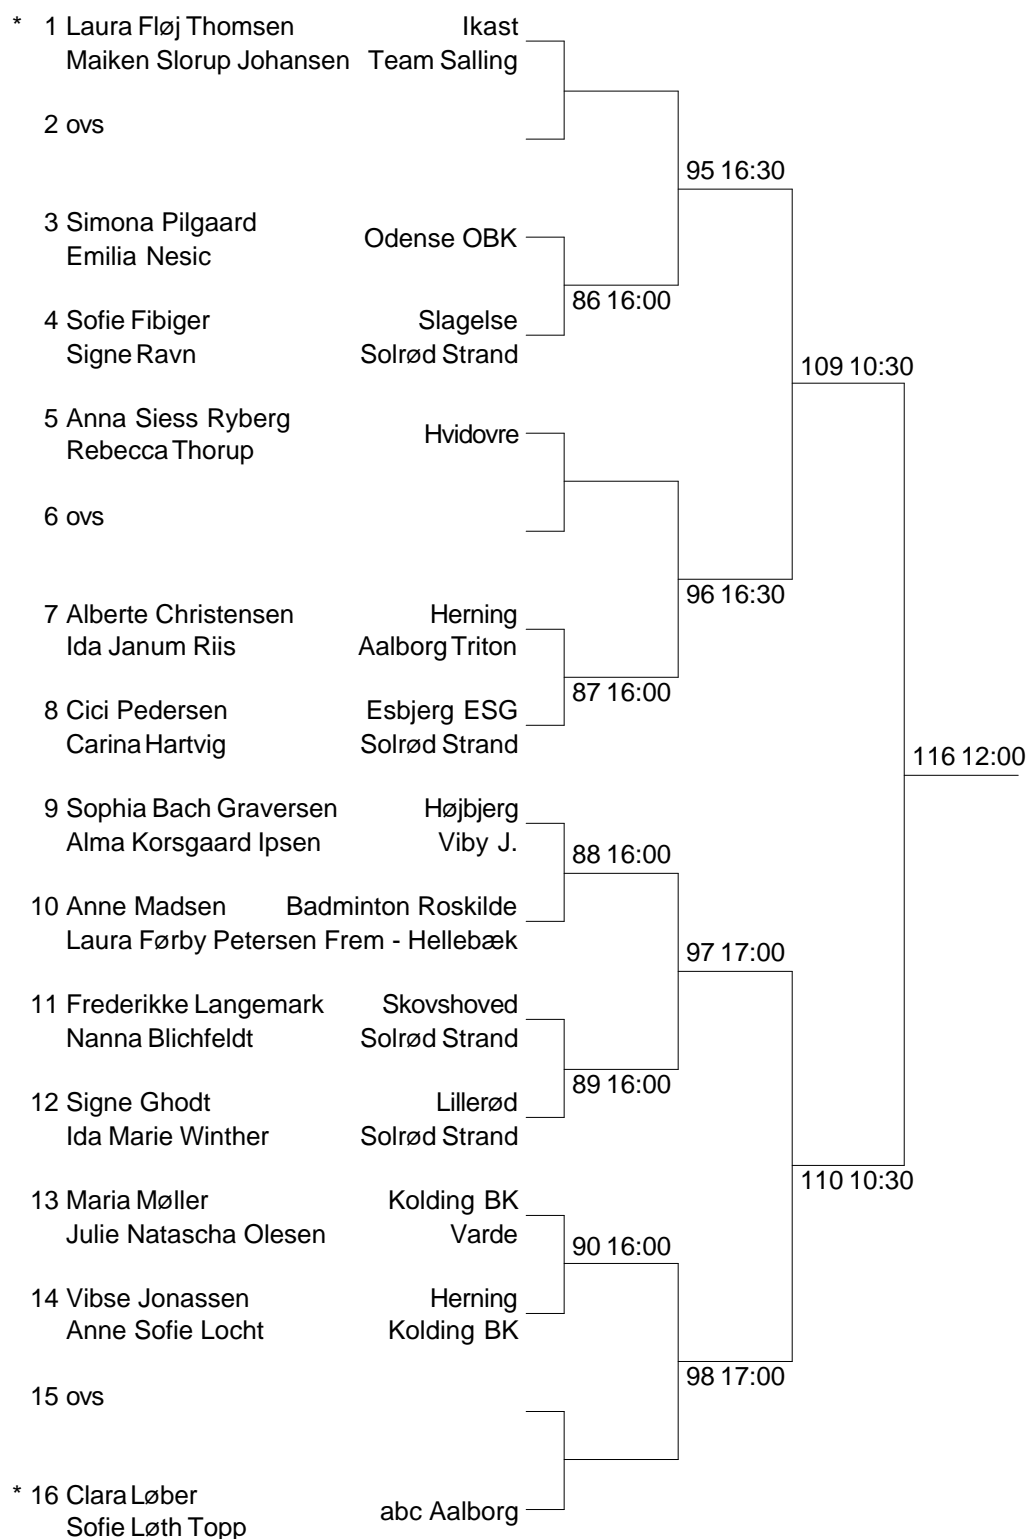 * 1 Laura Fløj Thomsen Ikast
Maiken Slorup Johansen Team Salling
2 ovs
95 16:30
3 Simona Pilgaard
Odense OBK
Emilia Nesic
86 16:00
4 Sofie Fibiger Slagelse
Signe Ravn Solrød Strand
109 10:30
5 Anna Siess Ryberg
Hvidovre
Rebecca Thorup
6 ovs
96 16:30
7 Alberte Christensen Herning
Ida Janum Riis Aalborg Triton
87 16:00
8 Cici Pedersen Esbjerg ESG
Carina Hartvig Solrød Strand
116 12:00
9 Sophia Bach Graversen Højbjerg
Alma Korsgaard Ipsen Viby J.
88 16:00
10 Anne Madsen Badminton Roskilde
Laura Førby Petersen Frem - Hellebæk
97 17:00
11 Frederikke Langemark Skovshoved
Nanna Blichfeldt Solrød Strand
89 16:00
12 Signe Ghodt Lillerød
Ida Marie Winther Solrød Strand
110 10:30
13 Maria Møller Kolding BK
Julie Natascha Olesen Varde
90 16:00
14 Vibse Jonassen Herning
Anne Sofie Locht Kolding BK
98 17:00
15 ovs
* 16 Clara Løber
abc Aalborg
Sofie Løth Topp